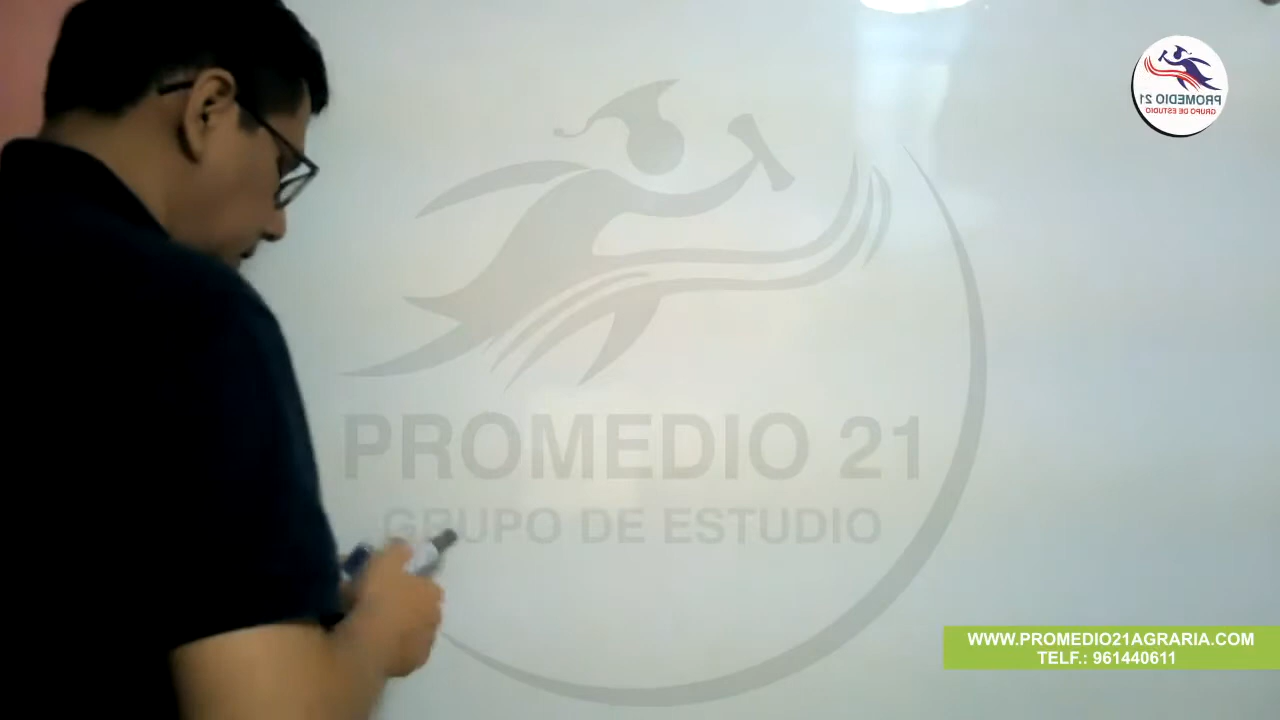 PROMEDIO 21
GRUPO DE ESTUDIO
PROMEDIO 21
GRUPO DE ESTUDIO
WWW.PROMEDIO21AGRARIA.COM
TELF.: 961440611